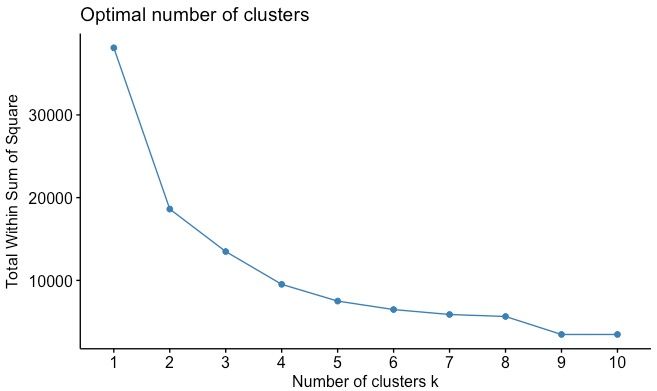 Optimal number of clusters
Total Within Sum of Square
30000
20000
10000
1 2 3 4 5 6 7 8 9 10
Number of clusters k